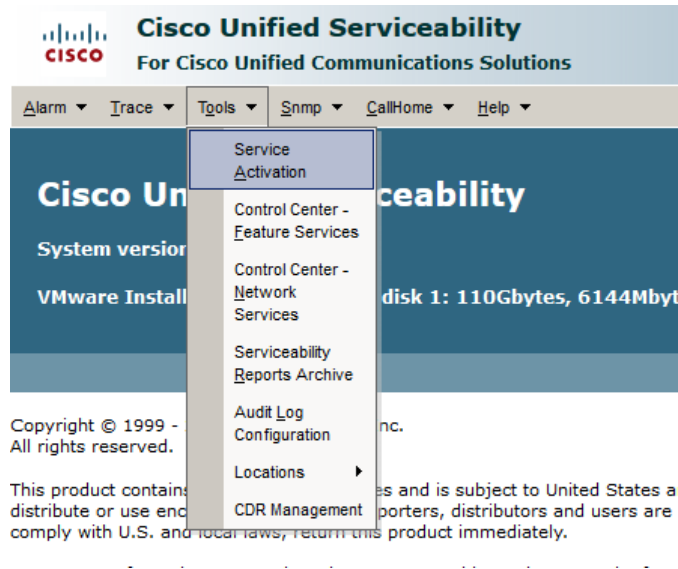 Cisco Unified Serviceability
CISCO
For Cisco Unified Communications Solutions
Alarm Trace Tools Snmp CallHome Help
Service
Activation
Control Center -
Feature Services
Control Center -
Network
Services
Serviceability
Reports Archive
Audit Log
Configuration
Locations
CDR Management
Cisco Un ceability
System version
VMware Install disk 1: 110Gbytes, 6144Mbyt
Copyright © 1999 - nc.
All rights reserved.
This product contains es and is subject to United States a
distribute or use enc porters, distributors and users are
comply with U.S. and local laws, return this product immediately.